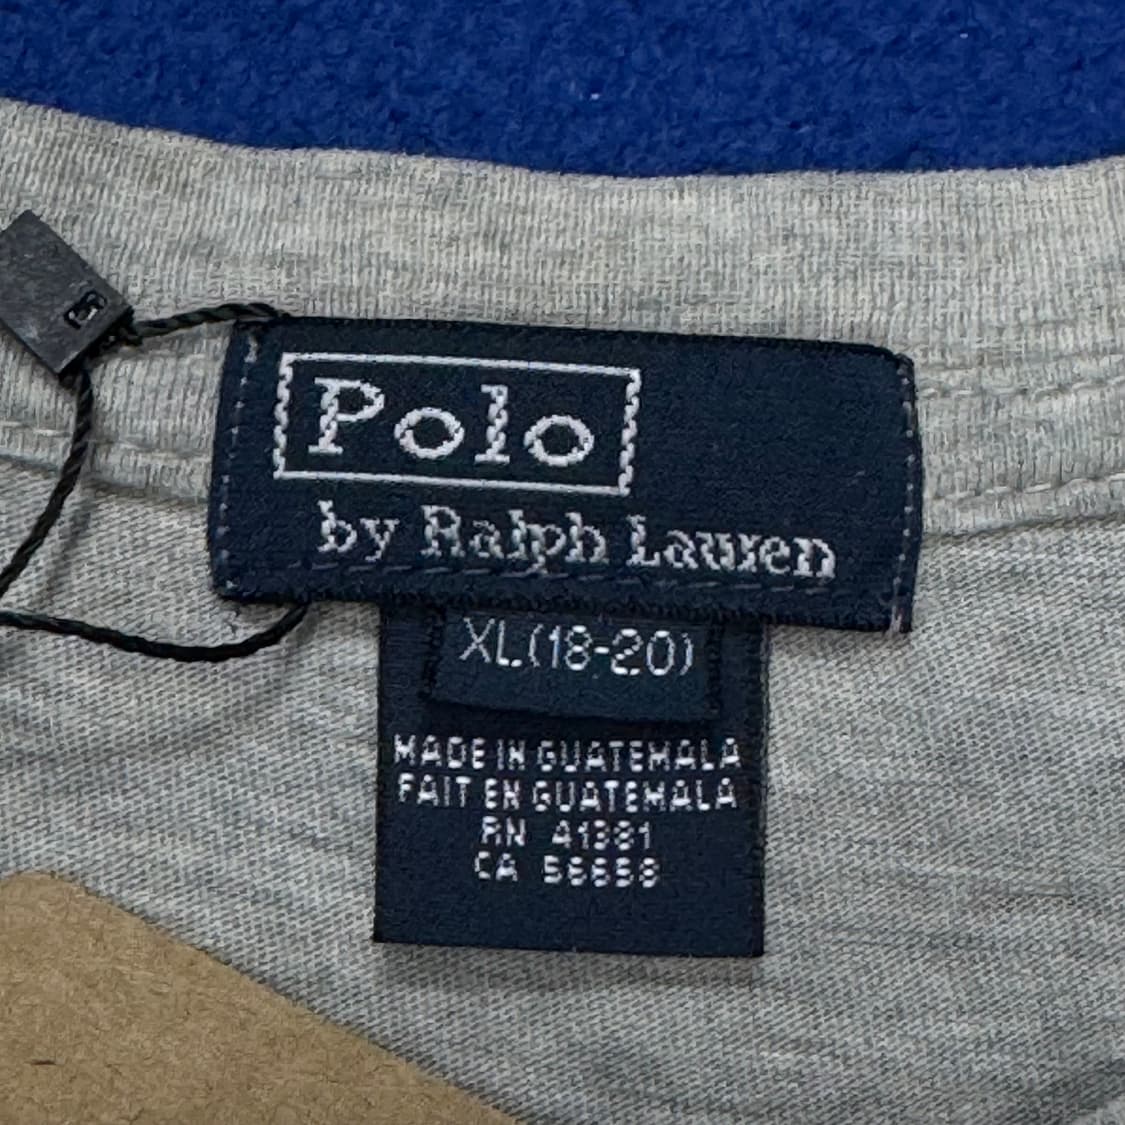 Polo
by Ralph Lauren
XL(18-20)
MADE IN GUATEMALA
FAIT EN GUATEMALA
RN 41381
CA 56658